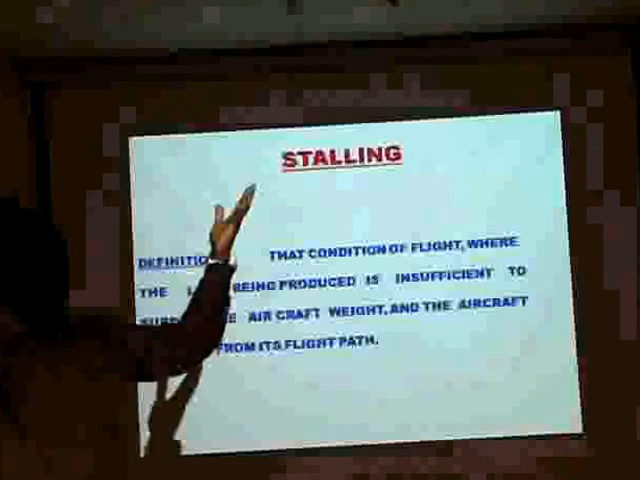 STALLING
DEFINITIO THAT CONDITION OF FLIGHT, WHERE
THE L BEING PRODUCED IS INSUFFICIENT TO
AIR CRAFT WEIGHT, AND THE AIRCRAFT
FROM ITS FLIGHT PATH.